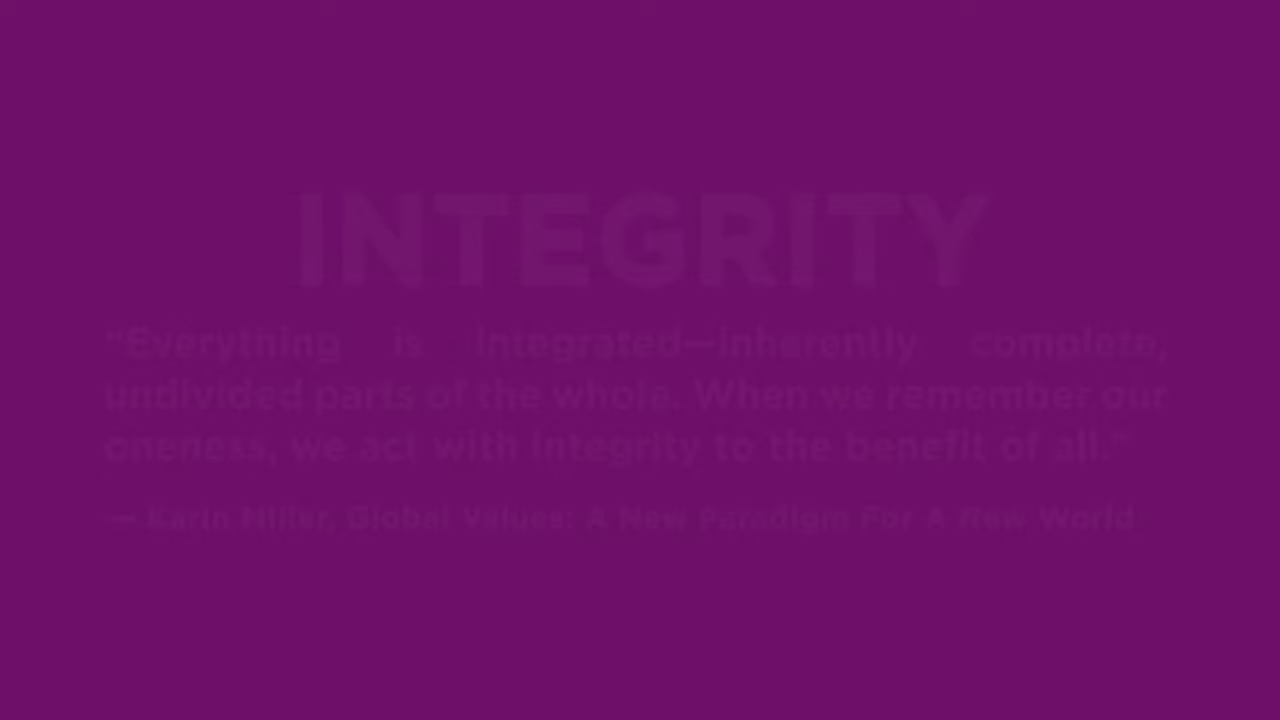 INTEGRITY
“Everything is integrated—inherently complete,
undivided parts of the whole. When we remember our
oneness, we act with integrity to the benefit of all.”
— Karin Miller, Global Values: A New Paradigm For A New World